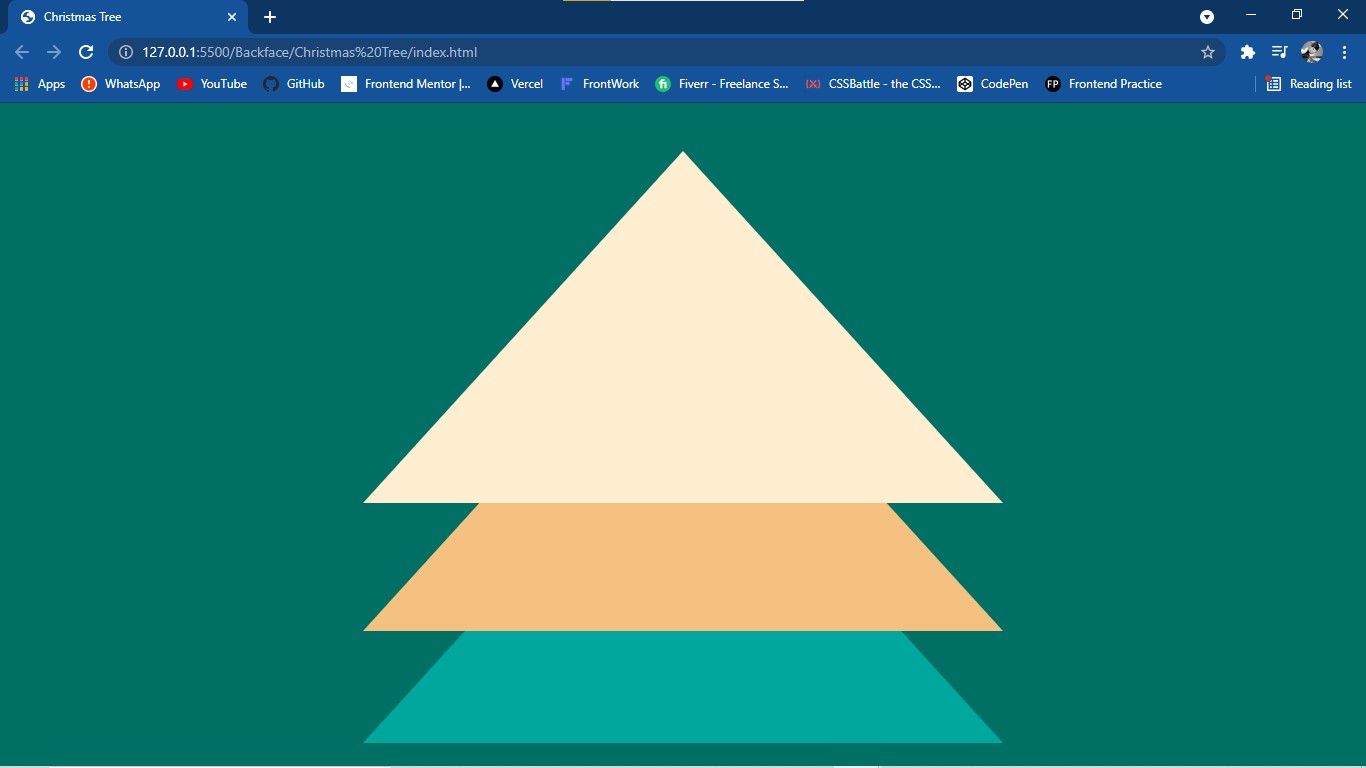 Christmas Tree
127.0.0.1:5500/Backface/Christmas%20Tree/index.html
Apps WhatsApp YouTube GitHub Frontend Mentor |... Vercel FrontWork Fiverr - Freelance S... CSSBattle - the CSS... FP CodePen Frontend Practice Reading list